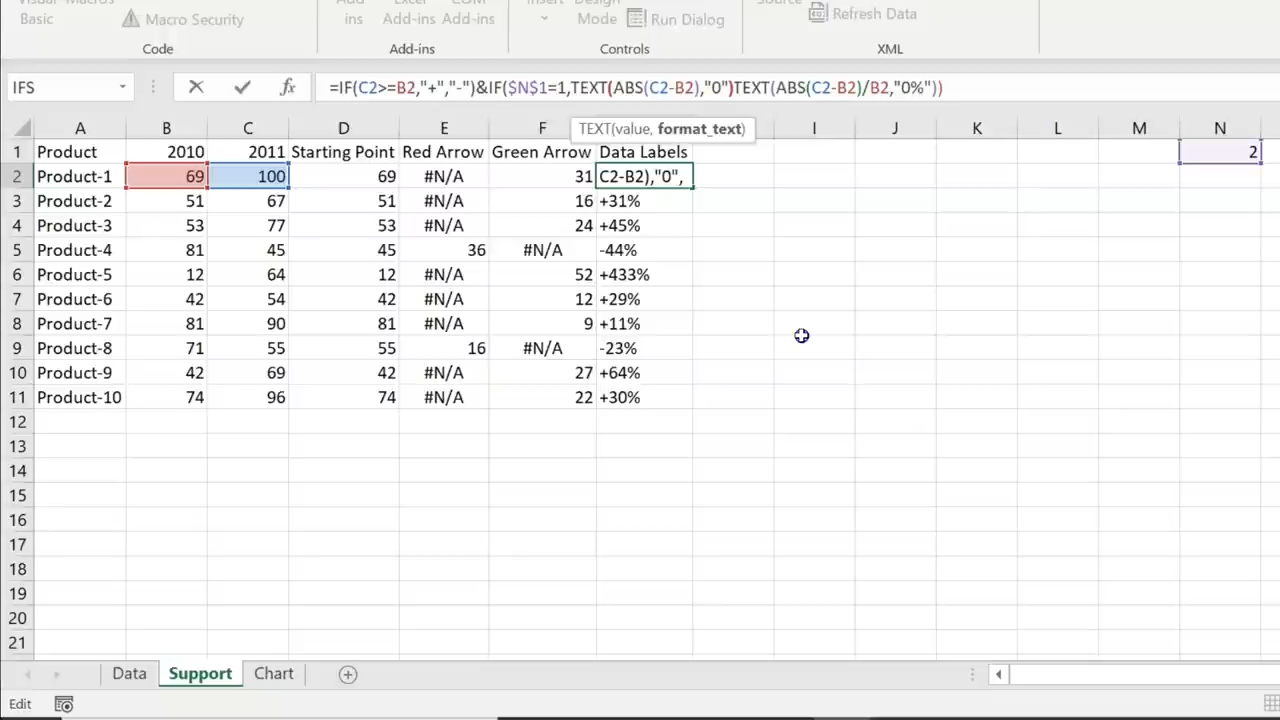 Visual Macros Add Excel COM Insert Design Source Refresh Data
Basic Macro Security ins Add-ins Add-ins Mode Run Dialog
Code Add-ins Controls XML
IFS =IF(C2>=B2,"+","-")&IF($N$1=1,TEXT(ABS(C2-B2),"0")TEXT(ABS(C2-B2)/B2,"0%"))
TEXT(value, format_text)
A B C D E F I J K L M N
1 Product 2010 2011 Starting Point Red Arrow Green Arrow Data Labels 2
2 Product-1 69 100 69 #N/A 31 C2-B2),"0",
3 Product-2 51 67 51 #N/A 16 +31%
4 Product-3 53 77 53 #N/A 24 +45%
5 Product-4 81 45 45 36 #N/A -44%
6 Product-5 12 64 12 #N/A 52 +433%
7 Product-6 42 54 42 #N/A 12 +29%
8 Product-7 81 90 81 #N/A 9 +11%
9 Product-8 71 55 55 16 #N/A -23%
10 Product-9 42 69 42 #N/A 27 +64%
11 Product-10 74 96 74 #N/A 22 +30%
12
13
14
15
16
17
18
19
20
21
Data Support Chart
Edit